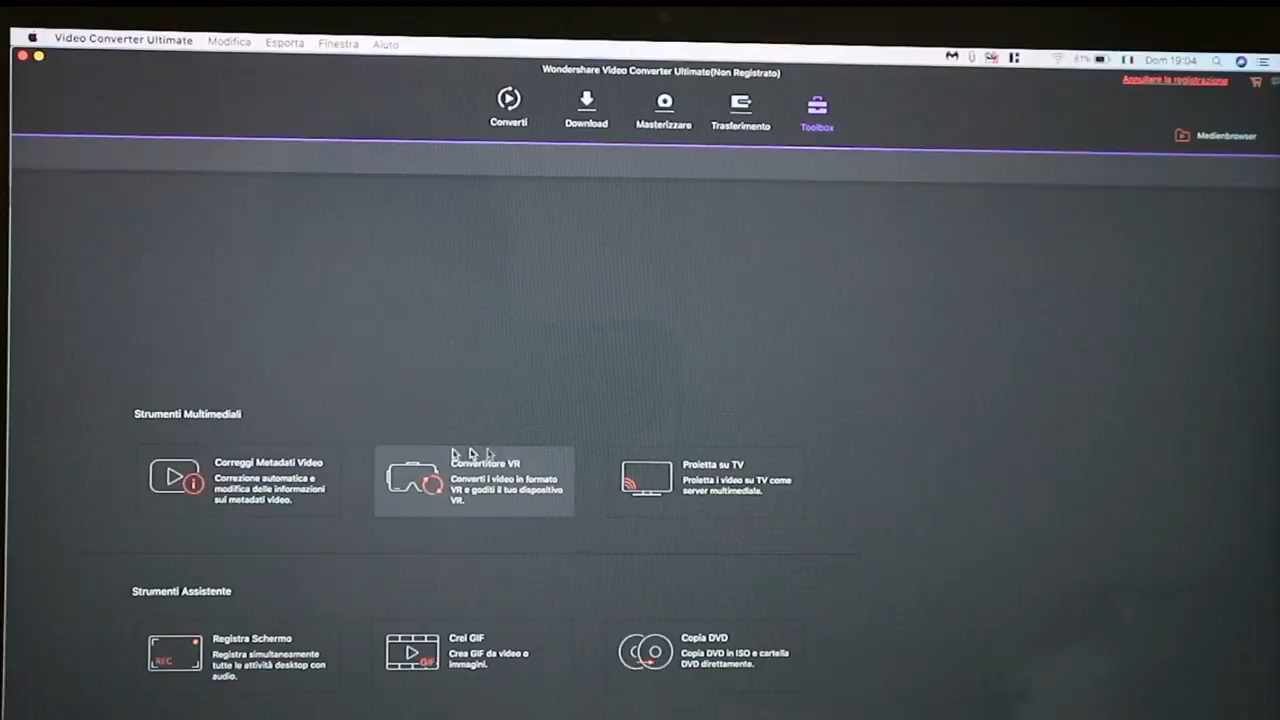 Video Converter Ultimate Modifica Esporta Finestra Aiuto 61% Dom 19:04
Wondershare Video Converter Ultimate(Non Registrato)
Annullare la registrazione
Converti Download Masterizzare Trasferimento Toolbox
Medienbrowser
Strumenti Multimediali
Correggi Metadati Video
Correzione automatica e
modifica delle informazioni
sui metadati video.
Convertitore VR
Converti i video in formato
VR e goditi il tuo dispositivo
VR.
Proietta su TV
Proietta i video su TV come
server multimediale.
Strumenti Assistente
REC
Registra Schermo
Registra simultaneamente
tutte le attività desktop con
audio.
GIF
Crei GIF
Crea GIF da video o
immagini.
Copia DVD
Copia DVD in ISO e cartella
DVD direttamente.